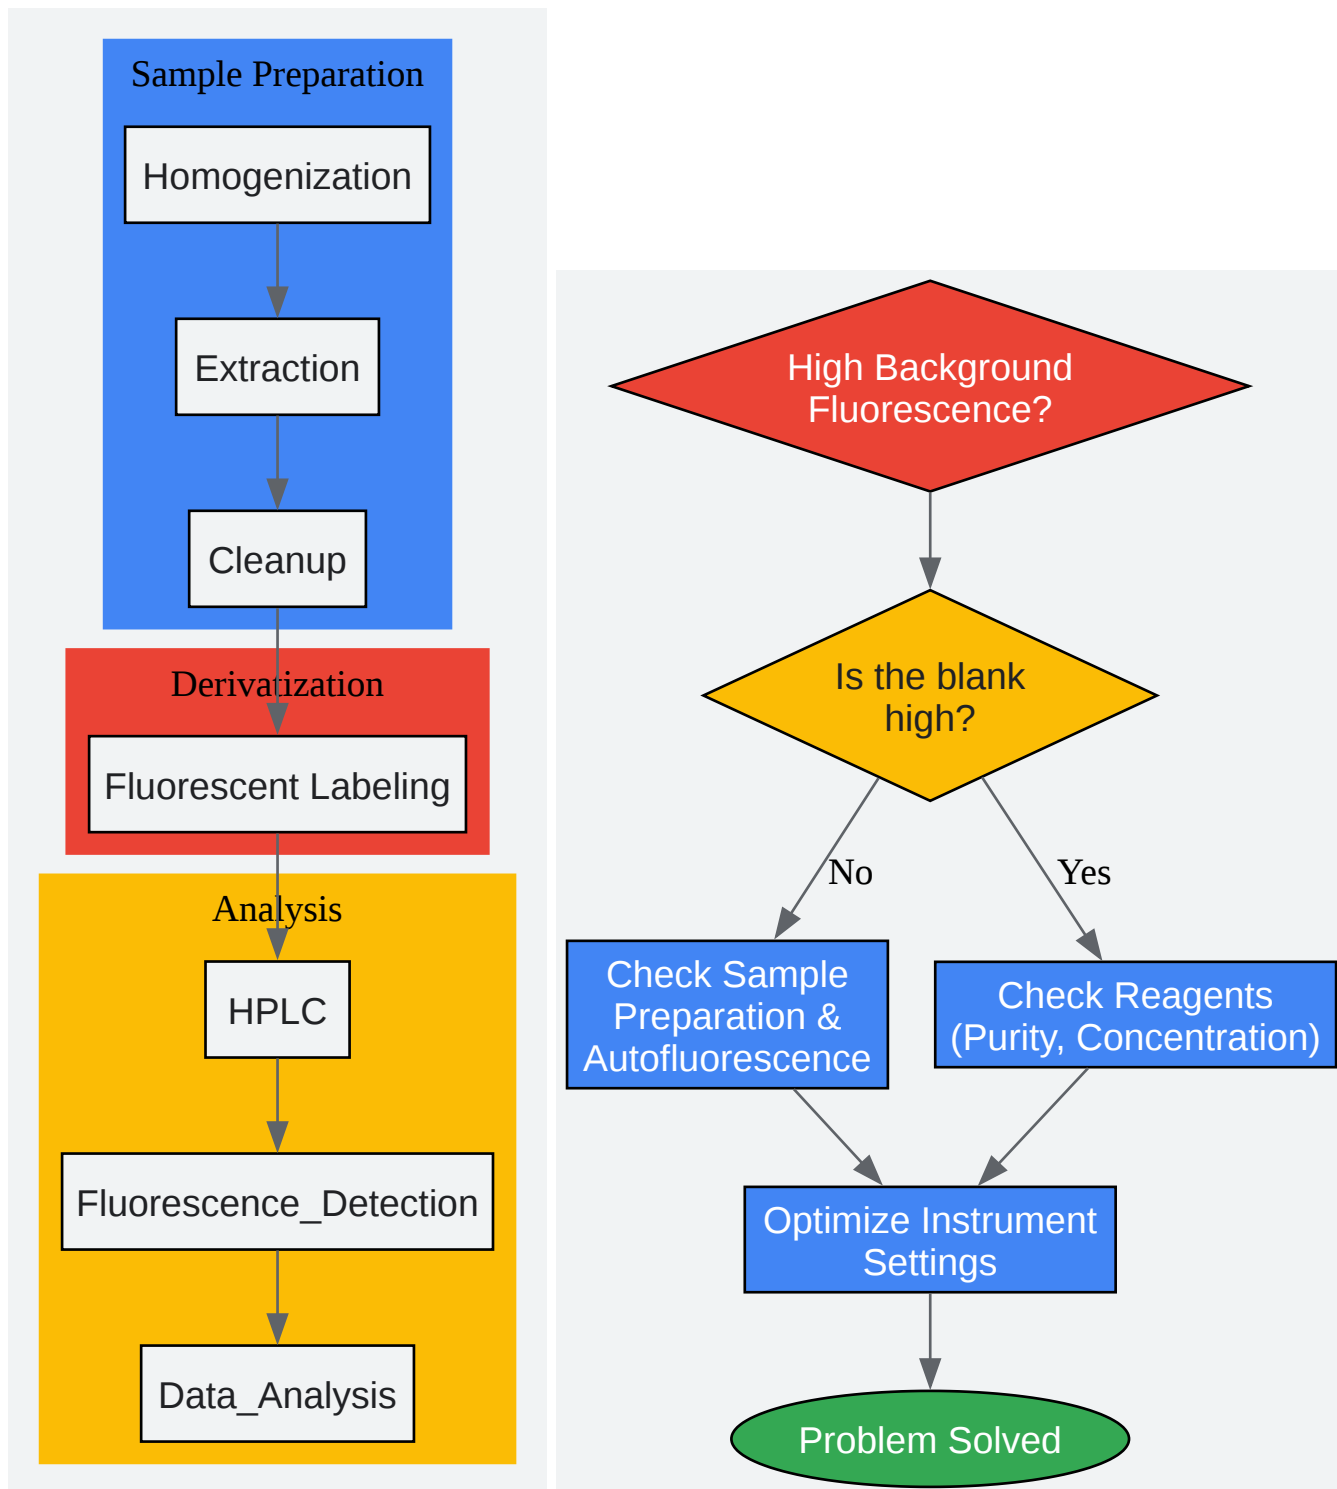 Sample Preparation
Homogenization
Extraction
Cleanup
Derivatization
Fluorescent Labeling
Analysis
HPLC
Fluorescence_Detection
Data_Analysis
High Background
Fluorescence?
Is the blank
high?
No
Yes
Check Sample
Preparation &
Autofluorescence
Check Reagents
(Purity, Concentration)
Optimize Instrument
Settings
Problem Solved